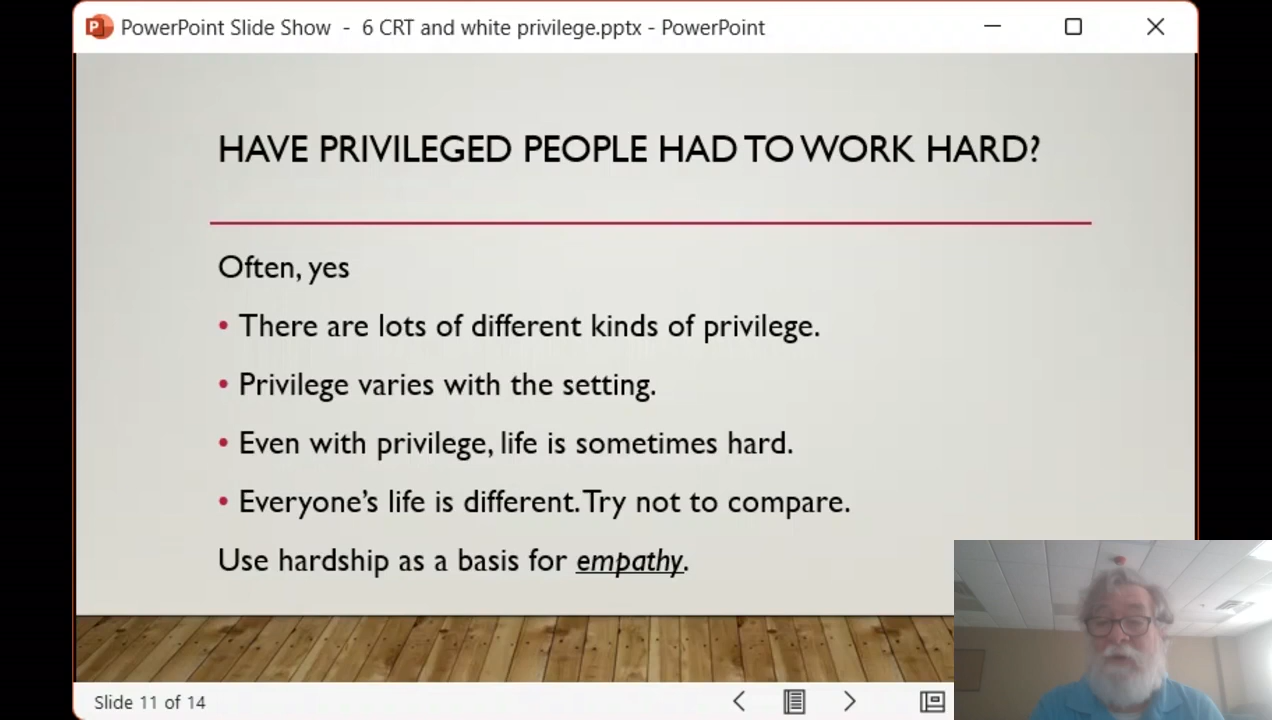 PowerPoint Slide Show - 6 CRT and white privilege.pptx - PowerPoint
HAVE PRIVILEGED PEOPLE HAD TO WORK HARD?
Often, yes
• There are lots of different kinds of privilege.
• Privilege varies with the setting.
• Even with privilege, life is sometimes hard.
• Everyone's life is different. Try not to compare.
Use hardship as a basis for empathy.
Slide 11 of 14